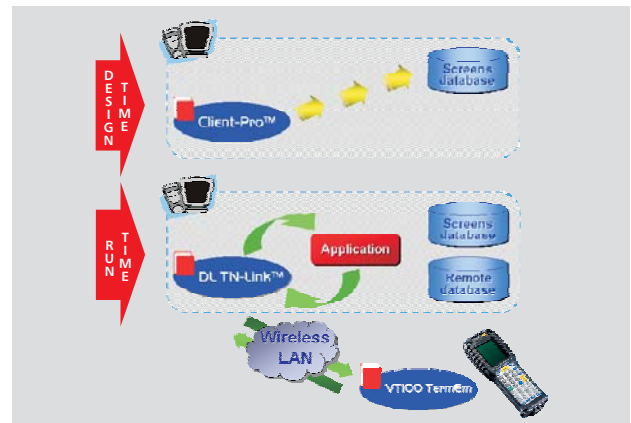 DESIGN TIME
Screens
database
Client-Pro™
RUN TIME
Application
Screens
database
DL TN-Link™
Remote
database
Wireless
LAN
VT100 TermEm